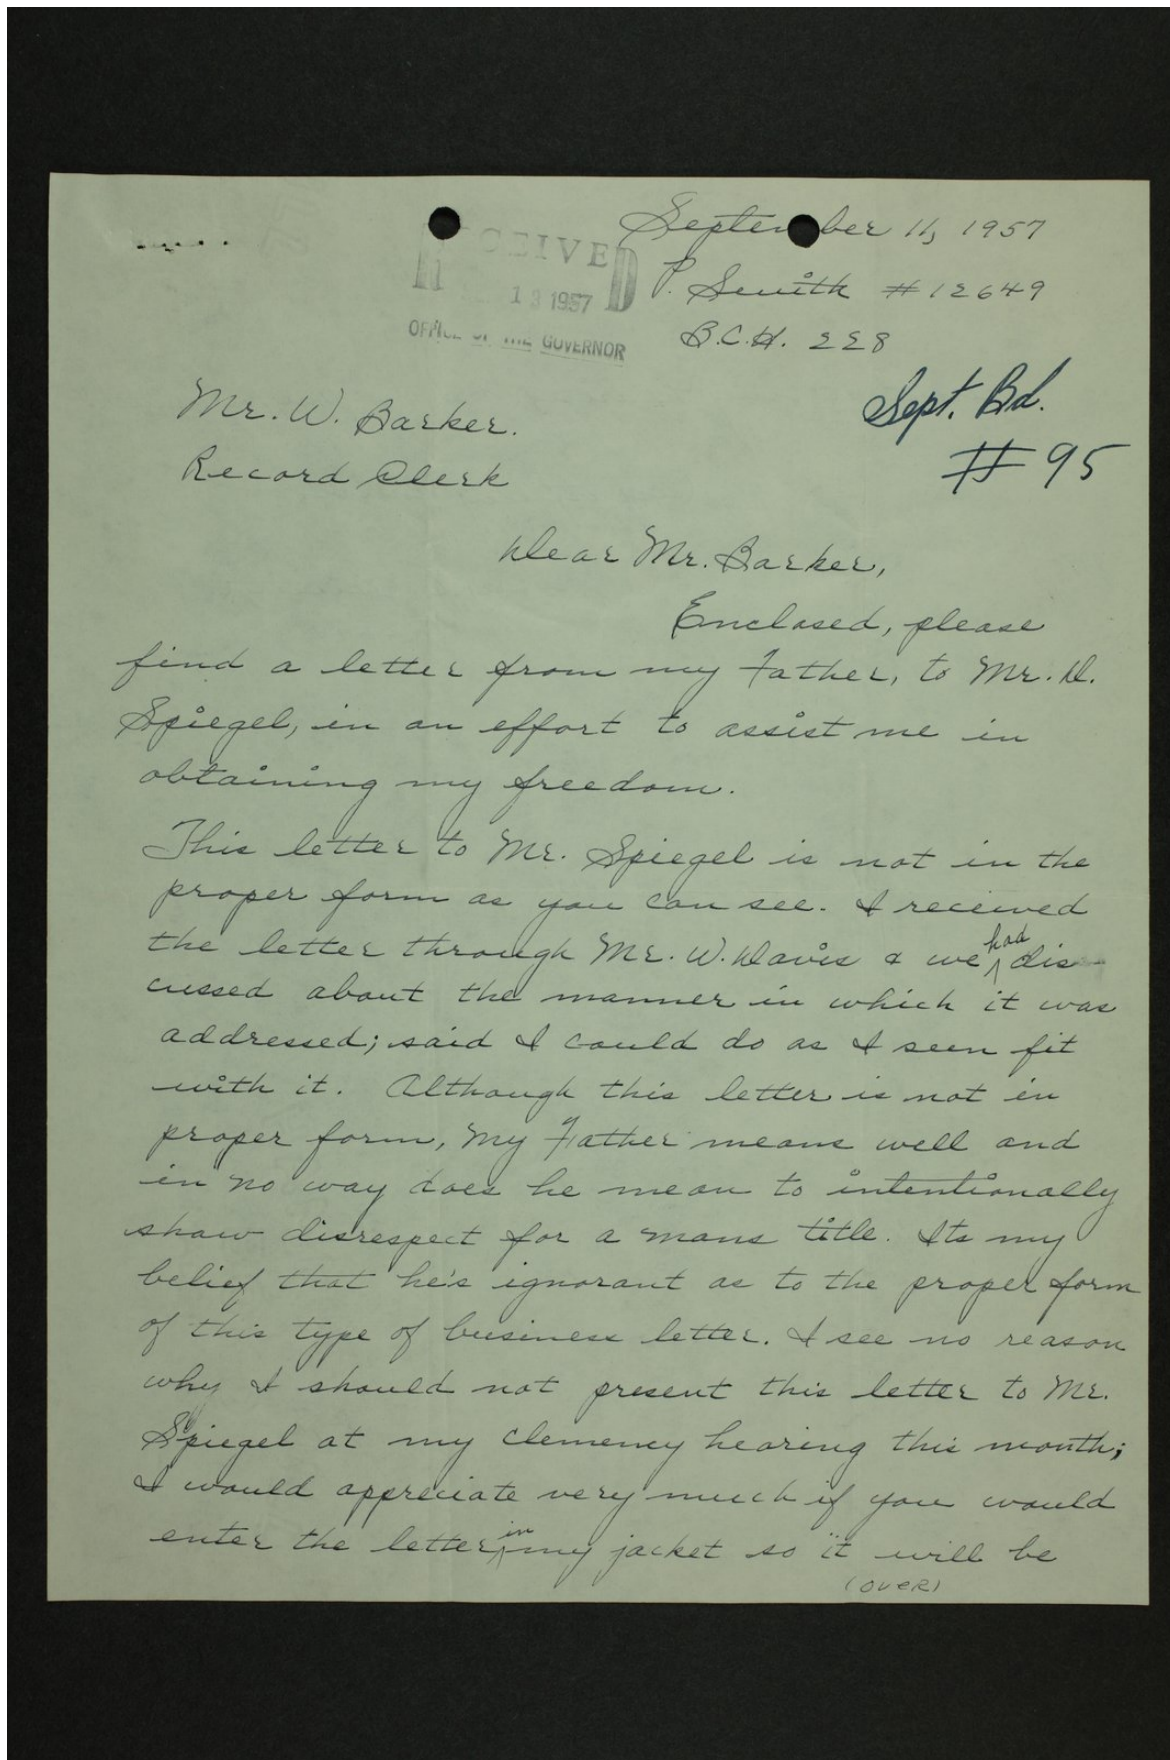 September 11, 1957
RECEIVED
13 1957
OFFICE OF THE GOVERNOR
P. Smith #12649
B.C.H. 228
Sept. Bd.
#95
Mr. W. Barker.
Record Clerk
Dear Mr. Barker,
Enclosed, please
find a letter from my Father, to Mr. D.
Spiegel, in an effort to assist me in
obtaining my freedom.
This letter to Mr. Spiegel is not in the
proper form as you can see. I received
the letter through Mr. W. Davis & we had dis-
cussed about the manner in which it was
addressed; said I could do as I seen fit
with it. Although this letter is not in
proper form, my Father means well and
in no way does he mean to intentionally
show disrespect for a mans title. Its my
belief that he's ignorant as to the proper form
of this type of business letter. I see no reason
why I should not present this letter to Mr.
Spiegel at my clemency hearing this month;
I would appreciate very much if you would
enter the letter in my jacket so it will be
(OVER)